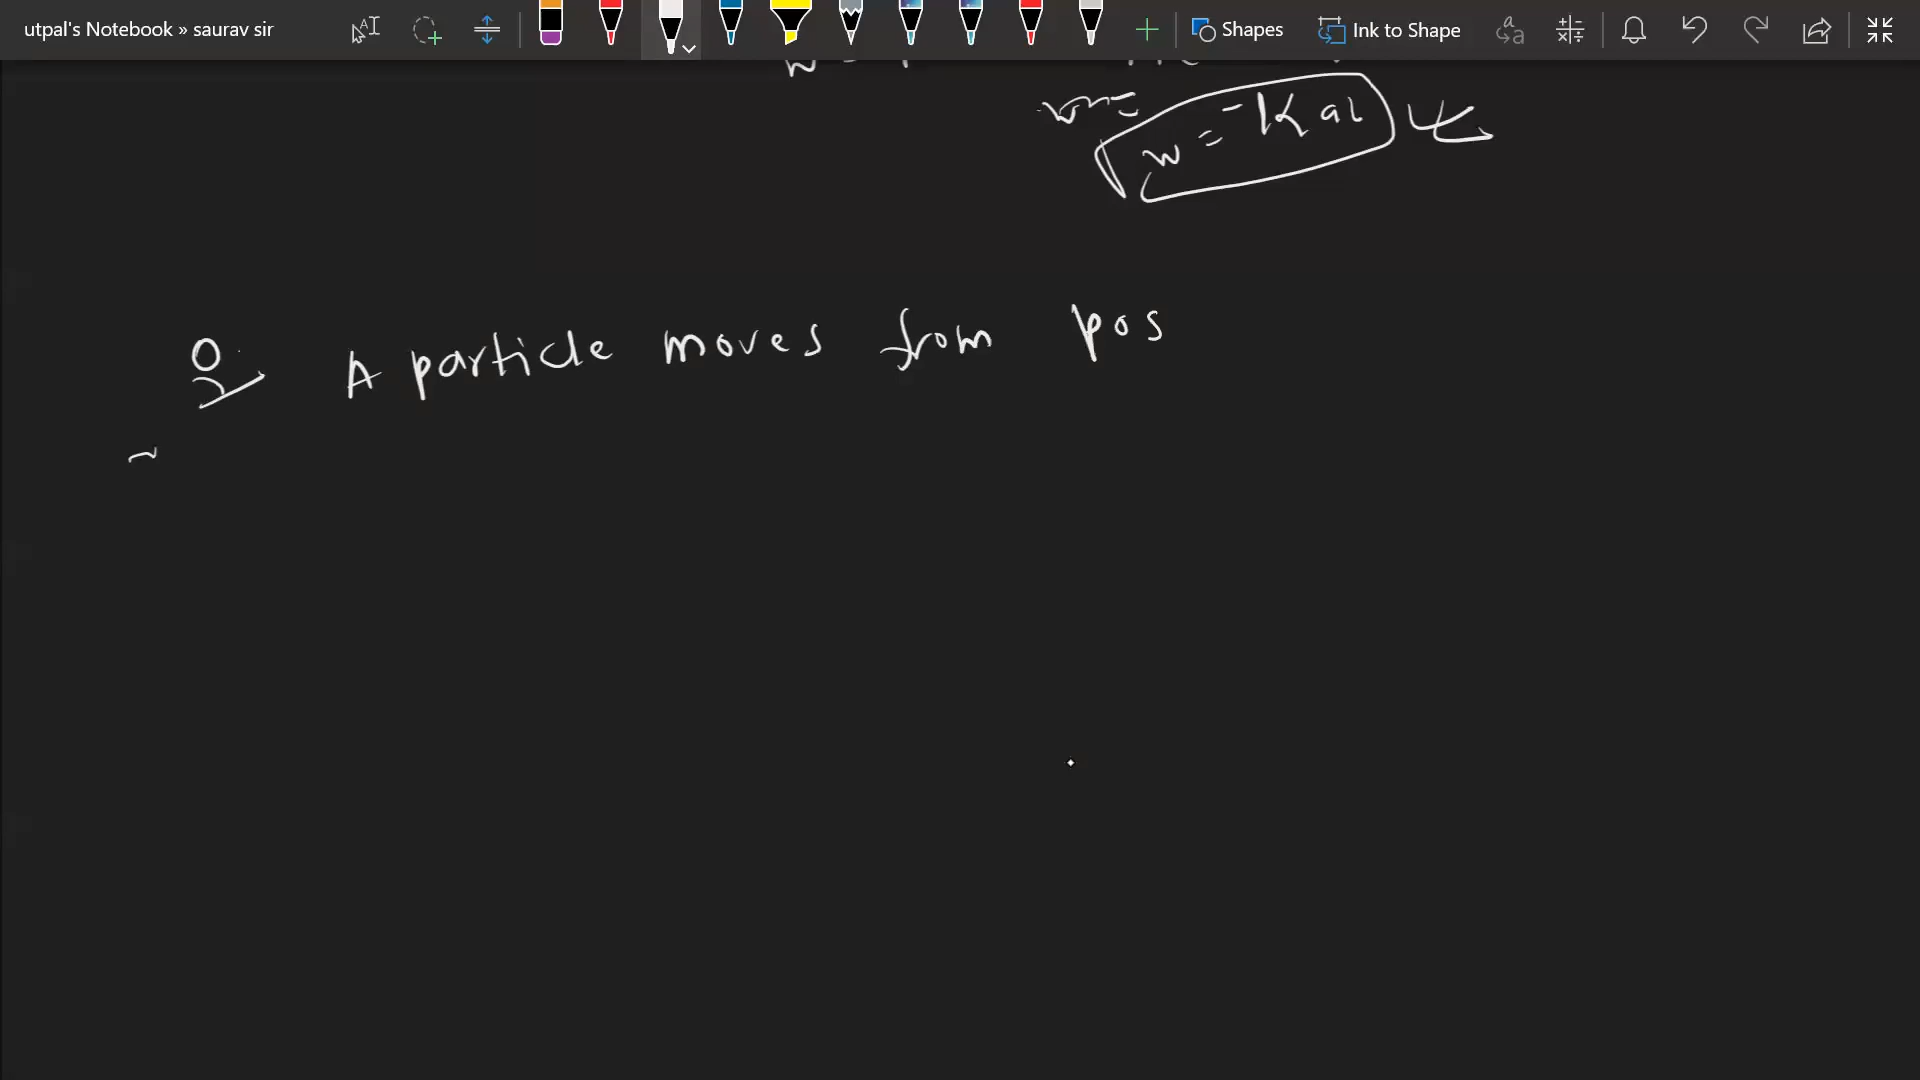 utpal's Notebook » saurav sir
Shapes
Ink to Shape
w =
w = -Kal
Q A particle moves from pos